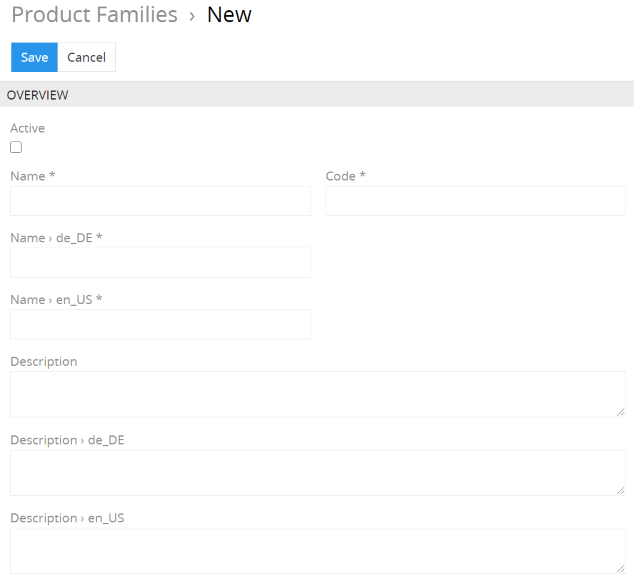 Product Families › New
Save Cancel
OVERVIEW
Active
Name * Code *
Name › de_DE *
Name › en_US *
Description
Description › de_DE
Description › en_US